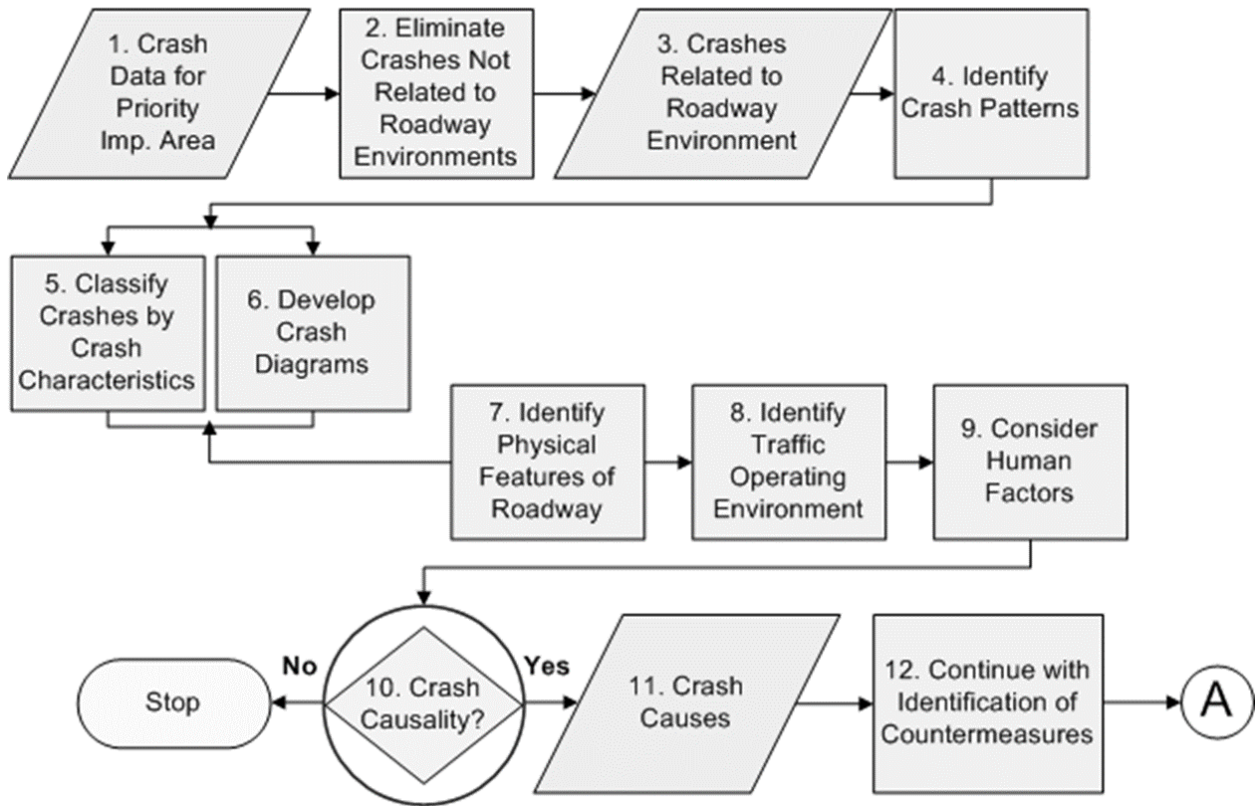 1. Crash
Data for
Priority
Imp. Area
2. Eliminate
Crashes Not
Related to
Roadway
Environments
3. Crashes
Related to
Roadway
Environment
4. Identify
Crash Patterns
5. Classify
Crashes by
Crash
Characteristics
6. Develop
Crash
Diagrams
7. Identify
Physical
Features of
Roadway
8. Identify
Traffic
Operating
Environment
9. Consider
Human
Factors
Stop
No
10. Crash
Causality?
Yes
11. Crash
Causes
12. Continue with
Identification of
Countermeasures
A